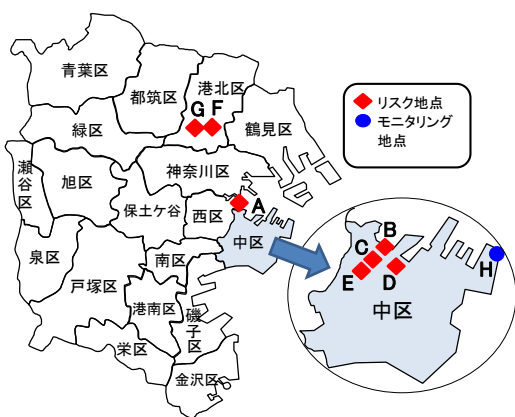 青葉区
都筑区
港北区
G F
緑区
鶴見区
瀬谷区
旭区
神奈川区
保土ケ谷
西区
A
中区
泉区
戸塚区
南区
港南区
磯子区
栄区
金沢区
リスク地点
モニタリング
地点
B
C
H
E
D
中区